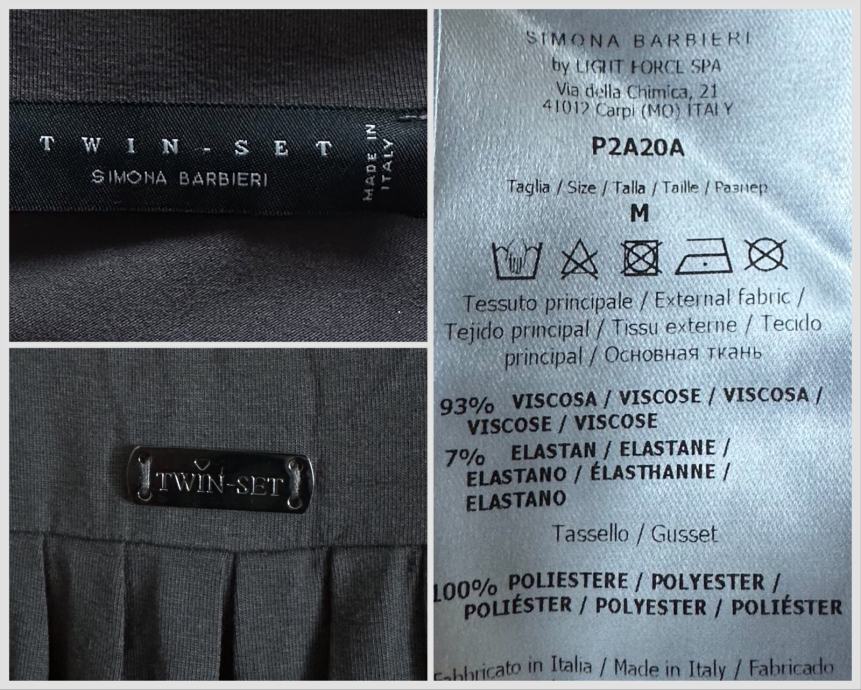 TWIN-SET
SIMONA BARBIERI
MADE IN
ITALY
TWIN-SET
SIMONA BARBIERI
by LIGHT FORCE SPA
Via della Chimica, 21
41012 Carpi (MO) ITALY
P2A20A
Taglia / Size / Talla / Taille / Размер
M
Tessuto principale / External fabric /
Tejido principal / Tissu externe / Tecido
principal / Основная ткань
93% VISCOSA / VISCOSE / VISCOSA /
VISCOSE / VISCOSE
7% ELASTAN / ELASTANE /
ELASTANO / ÉLASTHANNE /
ELASTANO
Tassello / Gusset
100% POLIESTERE / POLYESTER /
POLIÉSTER / POLYESTER / POLIÉSTER
Fabbricato in Italia / Made in Italy / Fabricado